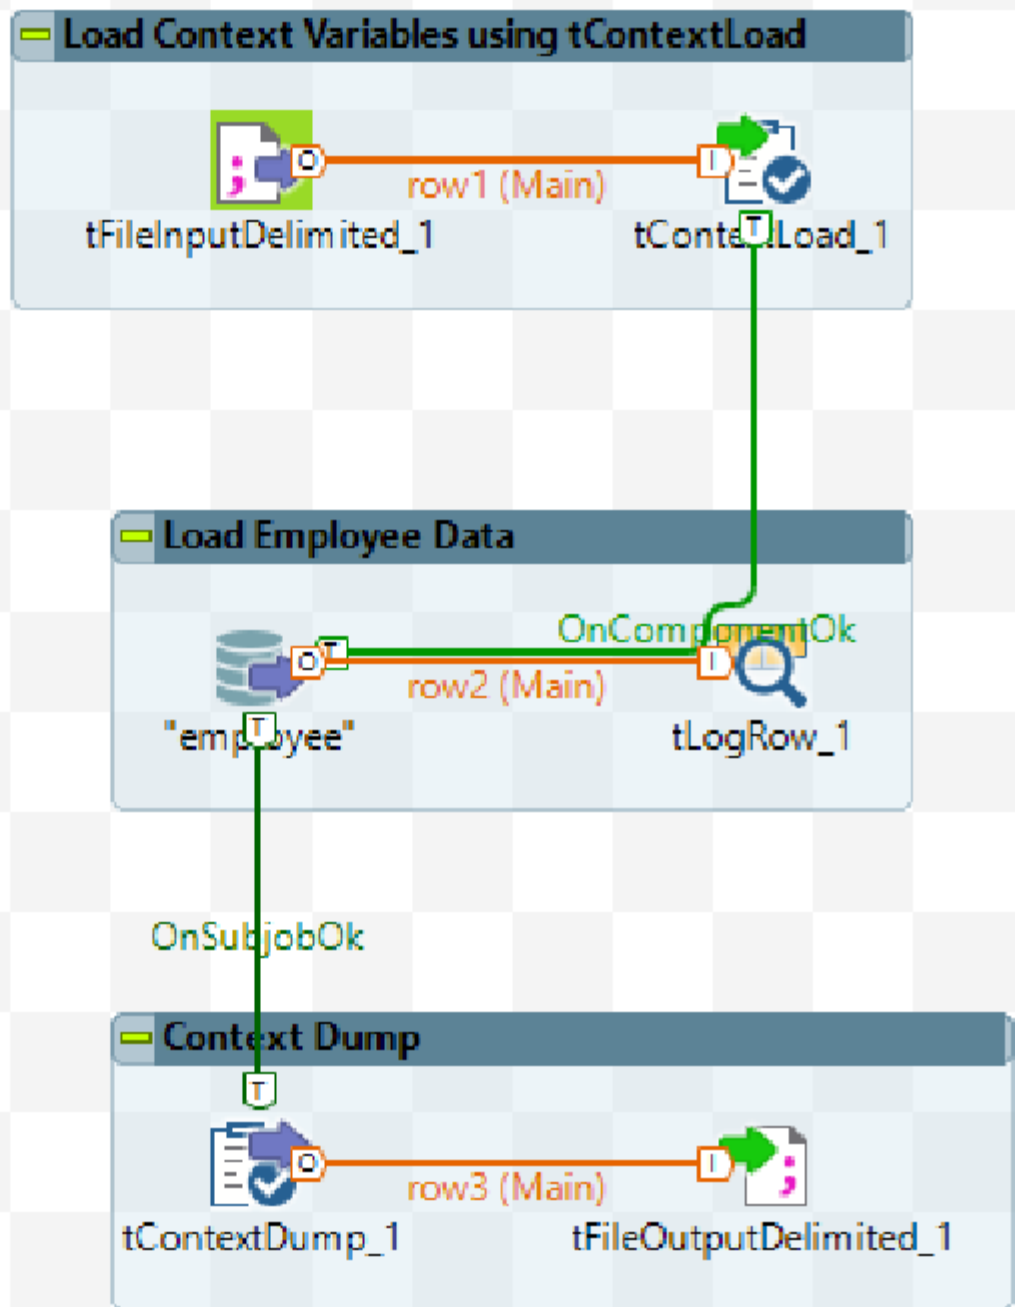 Load Context Variables using tContextLoad
O
I
row1 (Main)
tFileInputDelimited_1
tContextLoad_1
T
Load Employee Data
OnComponentOk
O
T
I
row2 (Main)
"employee"
T
tLogRow_1
OnSubjobOk
Context Dump
T
O
I
row3 (Main)
tContextDump_1
tFileOutputDelimited_1